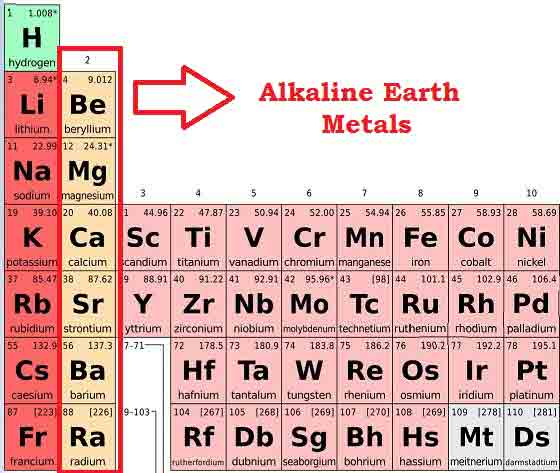 1 1.008*
H
hydrogen
2
Alkaline Earth
Metals
3 6.94* 4 9.012
Li Be
lithium beryllium
11 22.99 12 24.31*
Na Mg
sodium magnesium
3 4 5 6 7 8 9 10
19 39.10 20 40.08 1 44.96 22 47.87 23 50.94 24 52.00 25 54.94 26 55.85 27 58.93 28 58.69
K Ca Sc Ti V Cr Mn Fe Co Ni
potassium calcium scandium titanium vanadium chromium manganese iron cobalt nickel
37 85.47 38 87.62 9 88.91 40 91.22 41 92.91 42 95.96* 43 [98] 44 101.1 45 102.9 46 106.4
Rb Sr Y Zr Nb Mo Tc Ru Rh Pd
rubidium strontium yttrium zirconium niobium molybdenum technetium ruthenium rhodium palladium
55 132.9 56 137.3 7-71 72 178.5 73 180.9 74 183.8 75 186.2 76 190.2 77 192.2 78 195.1
Cs Ba Hf Ta W Re Os Ir Pt
caesium barium hafnium tantalum tungsten rhenium osmium iridium platinum
87 [223] 88 [226] 9-103 104 [267] 105 [268] 106 [269] 107 [270] 108 [269] 109 [278] 110 [281]
Fr Ra Rf Db Sg Bh Hs Mt Ds
francium radium rutherfordium dubnium seaborgium bohrium hassium meitnerium darmstadtium